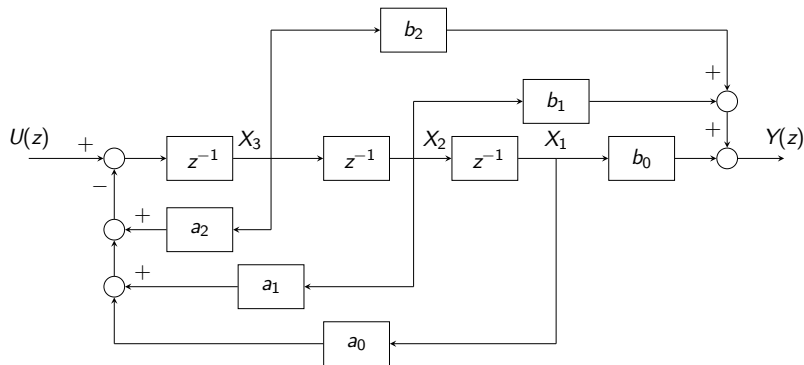 b₂
+
b₁
U(z) + z⁻¹ X₃ z⁻¹ X₂ z⁻¹ X₁ b₀ + Y(z)
−
+ a₂
+ a₁
a₀